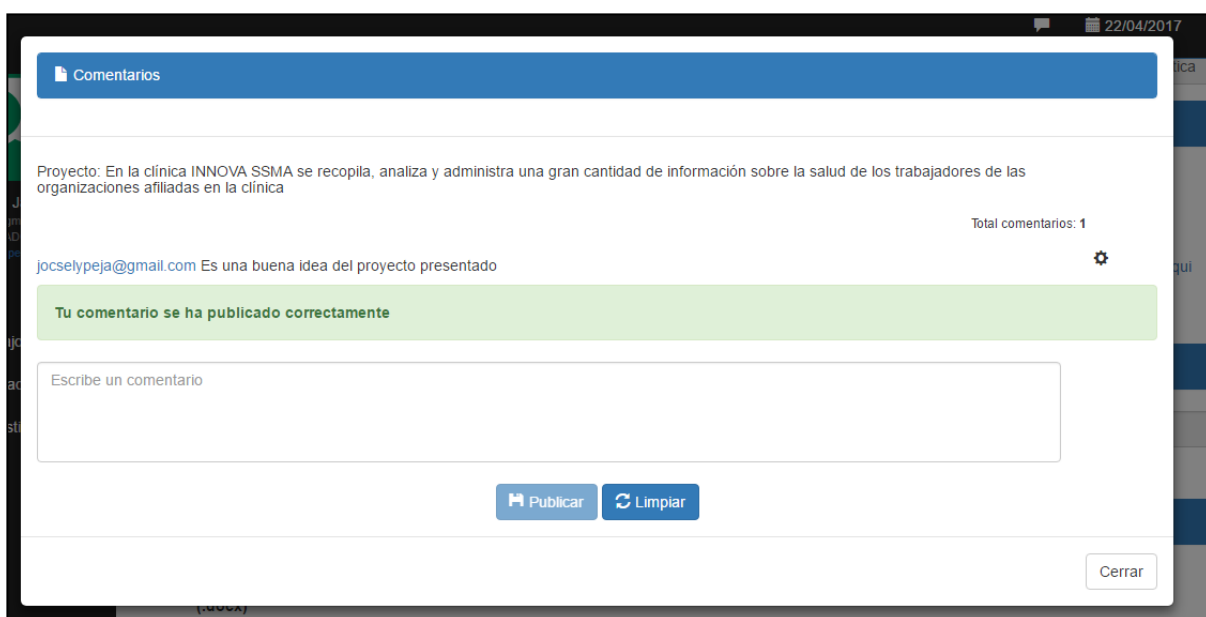 22/04/2017
Comentarios
Proyecto: En la clínica INNOVA SSMA se recopila, analiza y administra una gran cantidad de información sobre la salud de los trabajadores de las
organizaciones afiliadas en la clínica
Total comentarios: 1
jocselypeja@gmail.com Es una buena idea del proyecto presentado
Tu comentario se ha publicado correctamente
Escribe un comentario
Publicar Limpiar
Cerrar
(.docx)